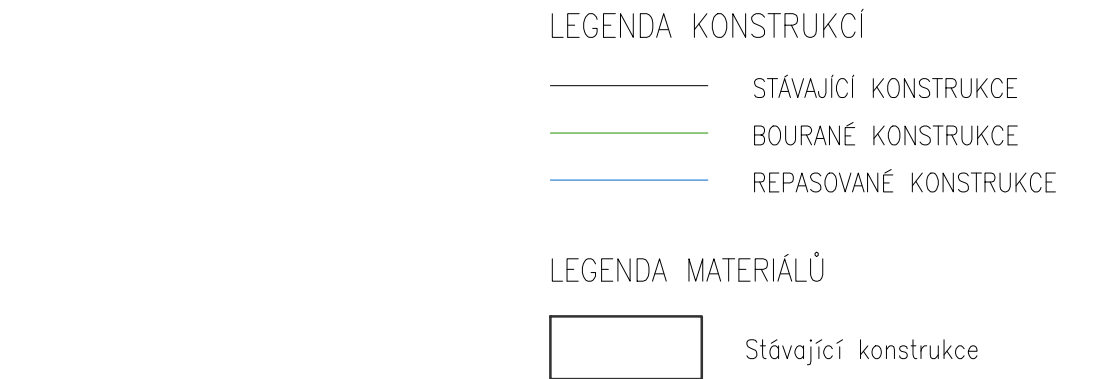 LEGENDA KONSTRUKCÍ
STÁVAJÍCÍ KONSTRUKCE
BOURANÉ KONSTRUKCE
REPASOVANÉ KONSTRUKCE
LEGENDA MATERIÁLŮ
Stávající konstrukce